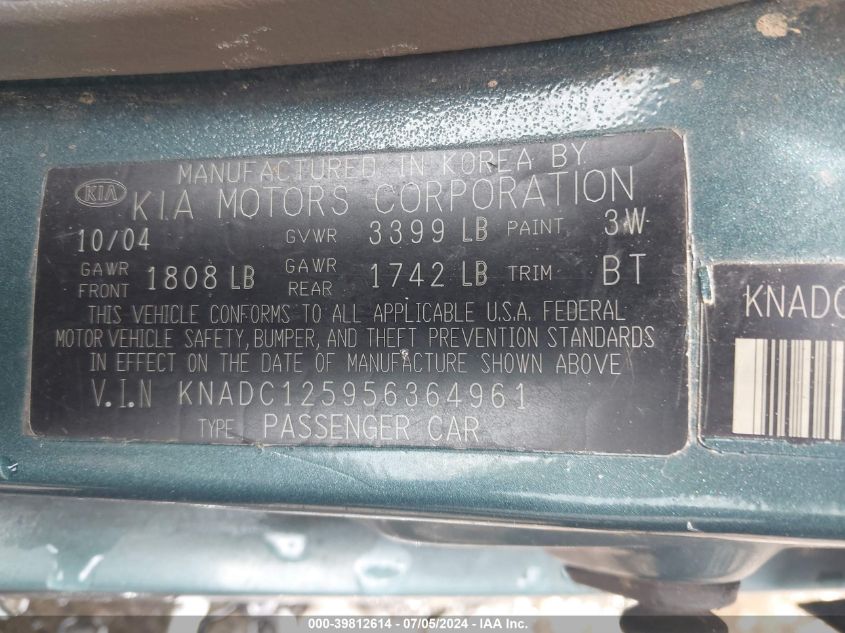 MANUFACTURED IN KOREA BY
KIA KIA MOTORS CORPORATION
10/04 GVWR 3399 LB PAINT 3W
GAWR FRONT 1808 LB GAWR REAR 1742 LB TRIM BT
THIS VEHICLE CONFORMS TO ALL APPLICABLE U.S.A. FEDERAL
MOTOR VEHICLE SAFETY, BUMPER, AND THEFT PREVENTION STANDARDS
IN EFFECT ON THE DATE OF MANUFACTURE SHOWN ABOVE
V.I.N KNADC125956364961
TYPE PASSENGER CAR
KNADC
000-39812614 - 07/05/2024 - IAA Inc.